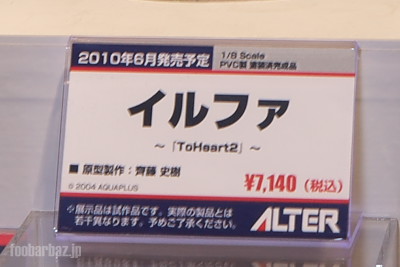 2010年6月発売予定
1/8 Scale
PVC製 塗装済完成品
イルファ
～「ToHeart2」～
■ 原型製作：齊藤 史樹
© 2004 AQUAPLUS
¥7,140（税込）
※展示品は試作品です。実際の製品とは
若干異なります。予めご了承ください。
ALTER
foobarbaz.jp